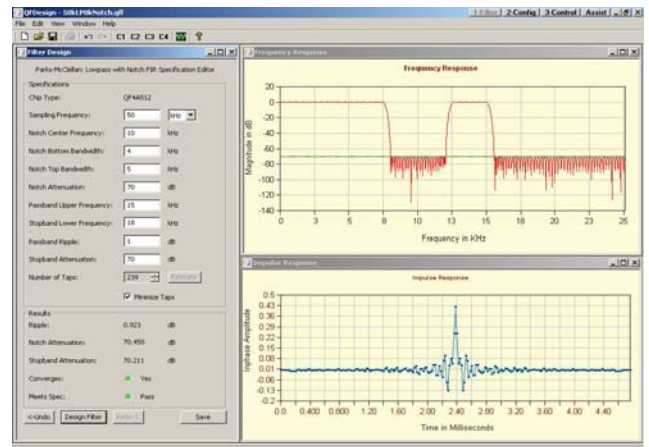 QFDesign - 50kLP8kNotch.qff
1-Filter 2-Config 3-Control Assist
File Edit View Window Help
C1 C2 C3 C4
Filter Design
Parks-McClellan: Lowpass with Notch FIR Specification Editor
Specifications
Chip Type: QF4A512
Sampling Frequency: 50 kHz
Notch Center Frequency: 10 kHz
Notch Bottom Bandwidth: 4 kHz
Notch Top Bandwidth: 5 kHz
Notch Attenuation: 70 dB
Passband Upper Frequency: 15 kHz
Stopband Lower Frequency: 18 kHz
Passband Ripple: 1 dB
Stopband Attenuation: 70 dB
Number of Taps: 239 Estimate
Minimize Taps
Results
Ripple: 0.923 dB
Notch Attenuation: 70.450 dB
Stopband Attenuation: 70.211 dB
Converges: Yes
Meets Spec: Pass
<-Undo Design Filter Save
Frequency Response
Frequency Response
Magnitude in dB
20
0
-20
-40
-60
-80
-100
-120
-140
0 3 5 8 10 13 15 18 20 23 25
Frequency in KHz
Impulse Response
Impulse Response
Inphase Amplitude
0.5
0.43
0.36
0.29
0.22
0.15
0.08
0.01
-0.06
-0.13
-0.2
0.0 0.400 0.800 1.20 1.60 2.00 2.40 2.80 3.20 3.60 4.00 4.40
Time in Milliseconds